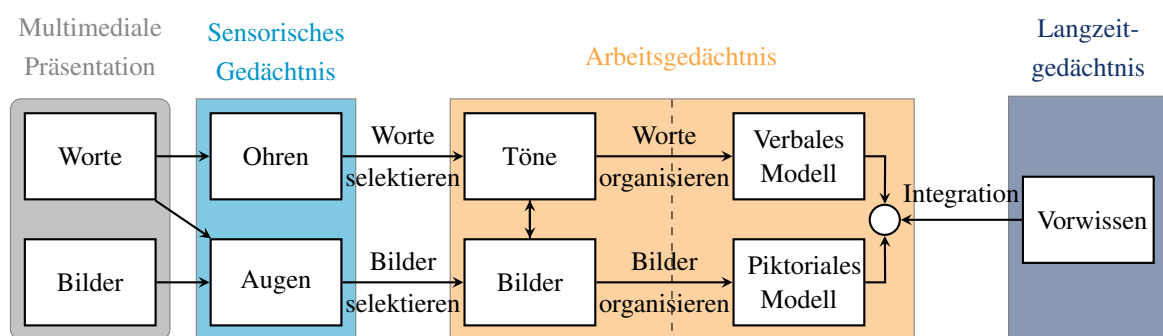 Multimediale
Präsentation
Sensorisches
Gedächtnis
Arbeitsgedächtnis
Langzeit-
gedächtnis
Worte
Ohren
Worte
selektieren
Töne
Worte
organisieren
Verbales
Modell
Integration
Vorwissen
Bilder
Augen
Bilder
selektieren
Bilder
Bilder
organisieren
Piktoriales
Modell